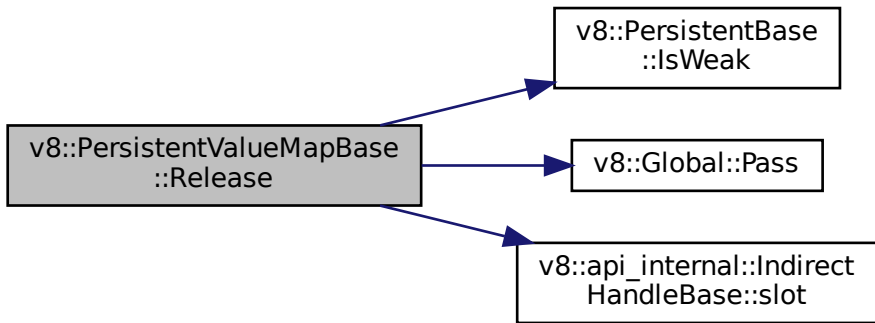 v8::PersistentValueMapBase
::Release
v8::PersistentBase
::IsWeak
v8::Global::Pass
v8::api_internal::Indirect
HandleBase::slot